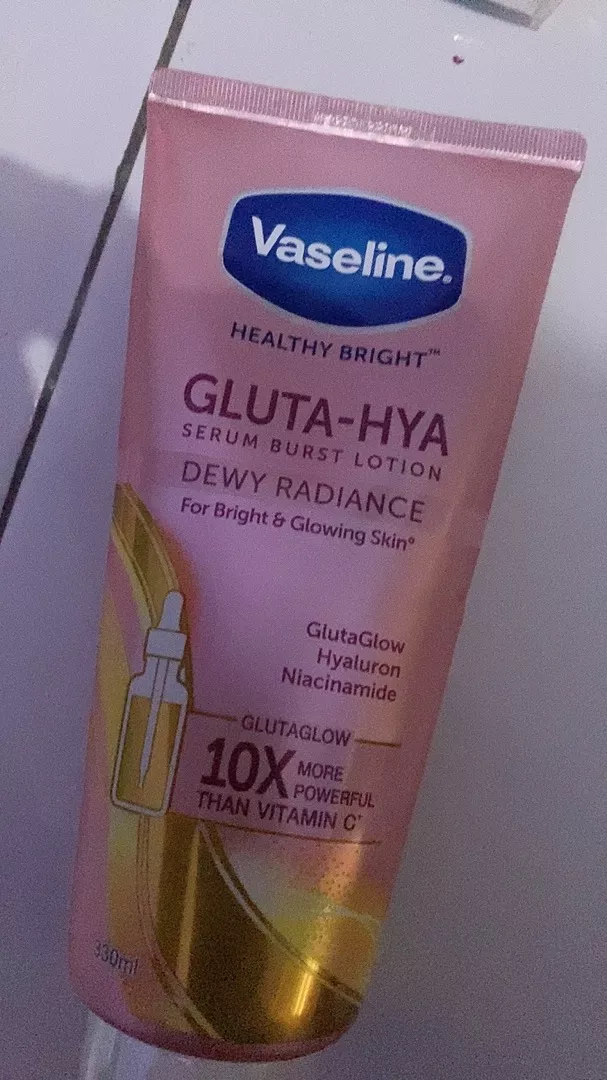 Vaseline.
HEALTHY BRIGHT™
GLUTA-HYA
SERUM BURST LOTION
DEWY RADIANCE
For Bright & Glowing Skin°
GlutaGlow
Hyaluron
Niacinamide
GLUTAGLOW
10X MORE
POWERFUL
THAN VITAMIN C*
330ml